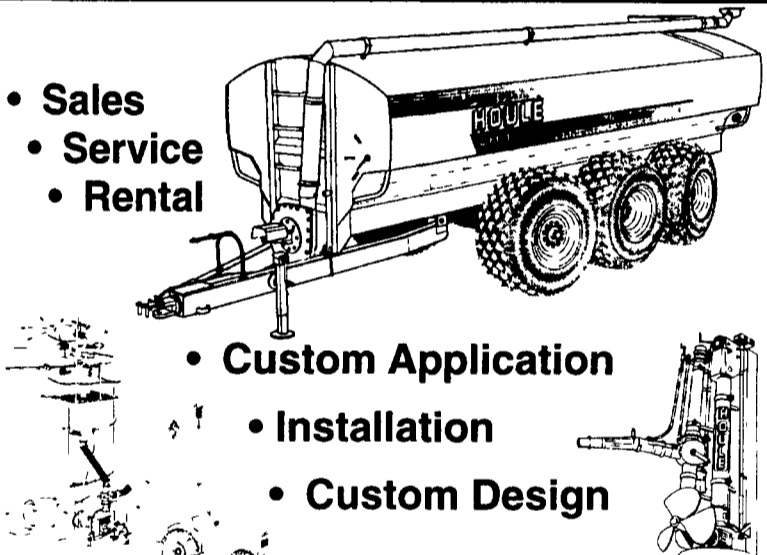 • Sales
HOULE
• Service
• Rental
• Custom Application
• Installation
HOULE
• Custom Design